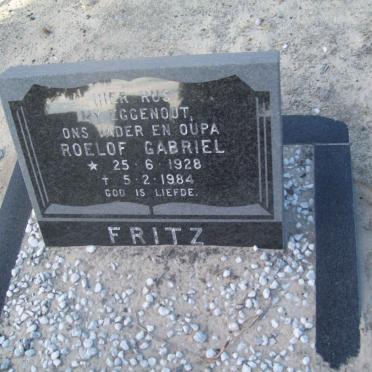 HIER RUS
MY EGGENOOT,
ONS VADER EN OUPA
ROELOF GABRIEL
★ 25·6·1928
† 5·2·1984
GOD IS LIEFDE.
FRITZ